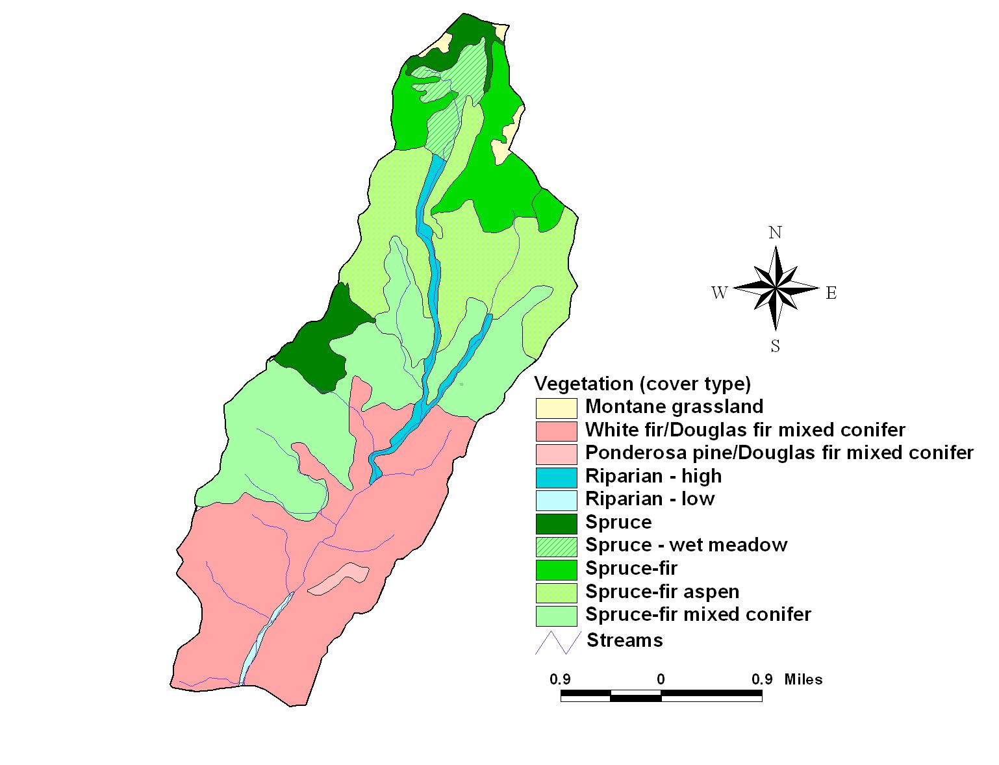 N
W E
S
Vegetation (cover type)
Montane grassland
White fir/Douglas fir mixed conifer
Ponderosa pine/Douglas fir mixed conifer
Riparian - high
Riparian - low
Spruce
Spruce - wet meadow
Spruce-fir
Spruce-fir aspen
Spruce-fir mixed conifer
Streams
0.9 0 0.9 Miles